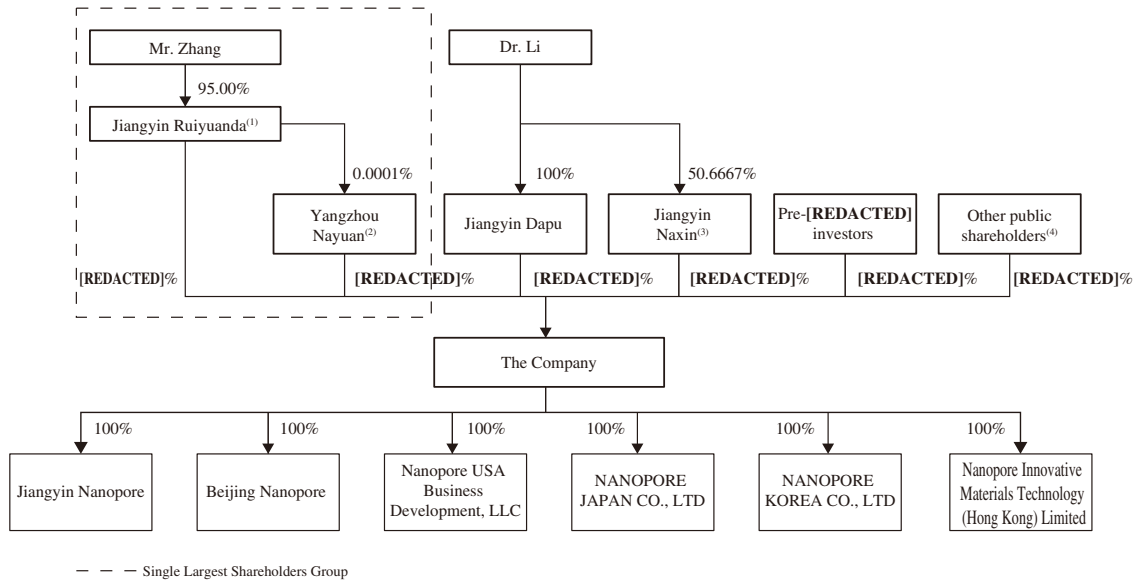 Mr. Zhang
Dr. Li
95.00%
Jiangyin Ruiyuanda(1)
0.0001%
100%
50.6667%
Yangzhou
Nayuan(2)
Jiangyin Dapu
Jiangyin
Naxin(3)
Pre-[REDACTED]
investors
Other public
shareholders(4)
[REDACTED]%
[REDACTED]%
[REDACTED]%
[REDACTED]%
[REDACTED]%
[REDACTED]%
The Company
100%
100%
100%
100%
100%
100%
Jiangyin Nanopore
Beijing Nanopore
Nanopore USA
Business
Development, LLC
NANOPORE
JAPAN CO., LTD
NANOPORE
KOREA CO., LTD
Nanopore Innovative
Materials Technology
(Hong Kong) Limited
Single Largest Shareholders Group